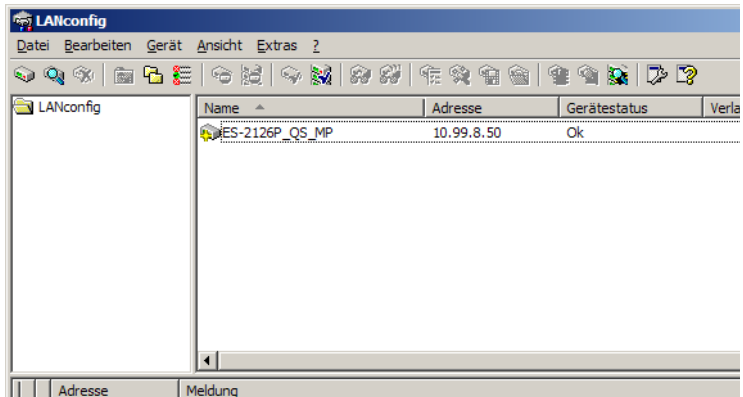 LANconfig
Datei Bearbeiten Gerät Ansicht Extras ?
LANconfig
Name Adresse Gerätestatus Verla
ES-2126P_QS_MP 10.99.8.50 Ok
Adresse Meldung